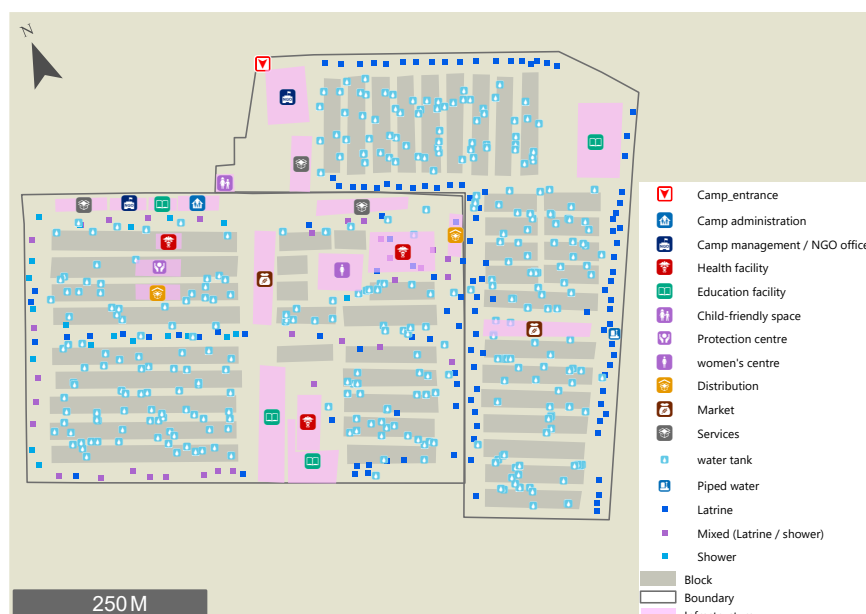 N
Camp_entrance
Camp administration
Camp management / NGO office
Health facility
Education facility
Child-friendly space
Protection centre
women's centre
Distribution
Market
Services
water tank
Piped water
Latrine
Mixed (Latrine / shower)
Shower
Block
Boundary
250 M